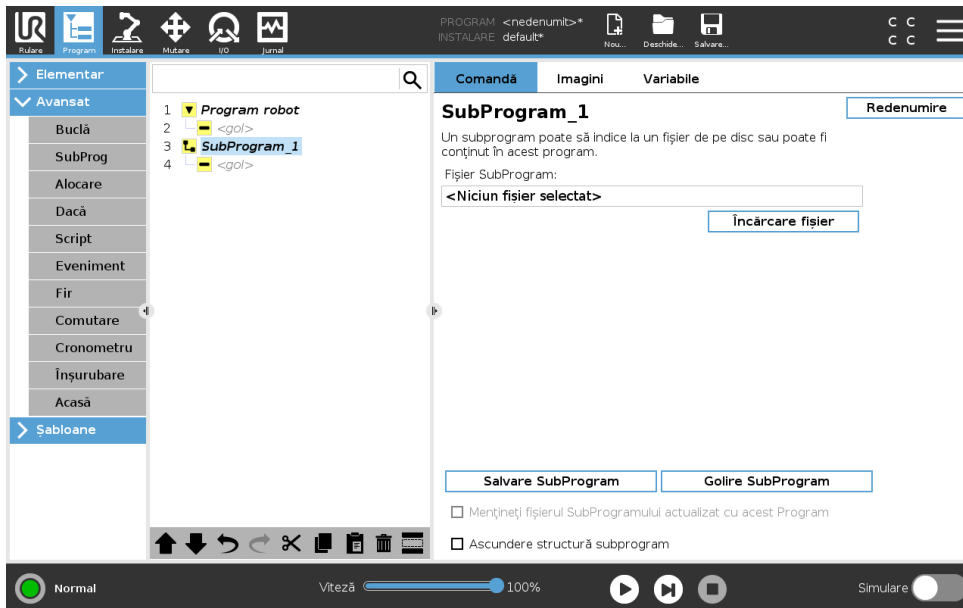 UR
Rulare
Program
Instalare
Mutare
I/O
Jurnal
PROGRAM <nedenumit>*
INSTALARE default*
Nou...
Deschide...
Salvare...
C C
C C
Elementar
Avansat
Buclă
SubProg
Alocare
Dacă
Script
Eveniment
Fir
Comutare
Cronometru
Înșurubare
Acasă
Șabloane
1 Program robot
2 <gol>
3 SubProgram_1
4 <gol>
Comandă Imagini Variabile
SubProgram_1
Redenumire
Un subprogram poate să indice la un fișier de pe disc sau poate fi
conținut în acest program.
Fișier SubProgram:
<Niciun fișier selectat>
Încărcare fișier
Salvare SubProgram
Golire SubProgram
Mențineți fișierul SubProgramului actualizat cu acest Program
Ascundere structură subprogram
Normal
Viteză 100%
Simulare